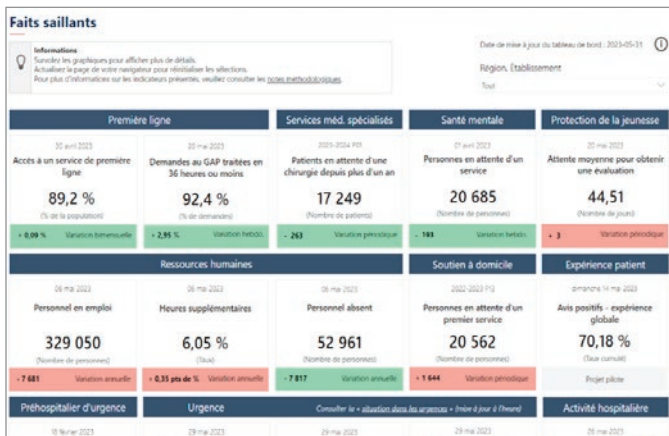 Faits saillants
Informations
Survolez les graphiques pour afficher plus de détails.
Actualisez la page de votre navigateur pour réinitialiser les sélections.
Pour plus d'informations sur les indicateurs présentés, veuillez consulter les notes méthodologiques.
Date de mise à jour du tableau de bord : 2023-05-31
Région, Établissement
Tout
Première ligne
Services méd. spécialisés
Santé mentale
Protection de la jeunesse
30 avril 2023
Accès à un service de première
ligne
89,2 %
(% de la population)
+ 0,09 % Variation bimensuelle
20 mai 2023
Demandes au GAP traitées en
36 heures ou moins
92,4 %
(% de demandes)
+ 2,95 % Variation hebdo.
2023-2024 P01
Patients en attente d'une
chirurgie depuis plus d'un an
17 249
(Nombre de patients)
- 263 Variation périodique
01 avril 2023
Personnes en attente d'un
service
20 685
(Nombre de personnes)
- 193 Variation hebdo.
20 mai 2023
Attente moyenne pour obtenir
une évaluation
44,51
(Nombre de jours)
+ 3 Variation périodique
Ressources humaines
Soutien à domicile
Expérience patient
06 mai 2023
Personnel en emploi
329 050
(Nombre de personnes)
- 7 681 Variation annuelle
06 mai 2023
Heures supplémentaires
6,05 %
(Taux)
+ 0,35 pts de % Variation annuelle
06 mai 2023
Personnel absent
52 961
(Nombre de personnes)
- 7 817 Variation annuelle
2022-2023 P13
Personnes en attente d'un
premier service
20 562
(Nombre de personnes)
+ 1 644 Variation périodique
dimanche 14 mai 2023
Avis positifs - expérience
globale
70,18 %
(Taux cumulé)
Projet pilote
Préhospitalier d'urgence
Urgence
Consulter la « situation dans les urgences » (mise à jour à l'heure)
Activité hospitalière
18 février 2023
29 mai 2023
29 mai 2023
29 mai 2023
26 mai 2023